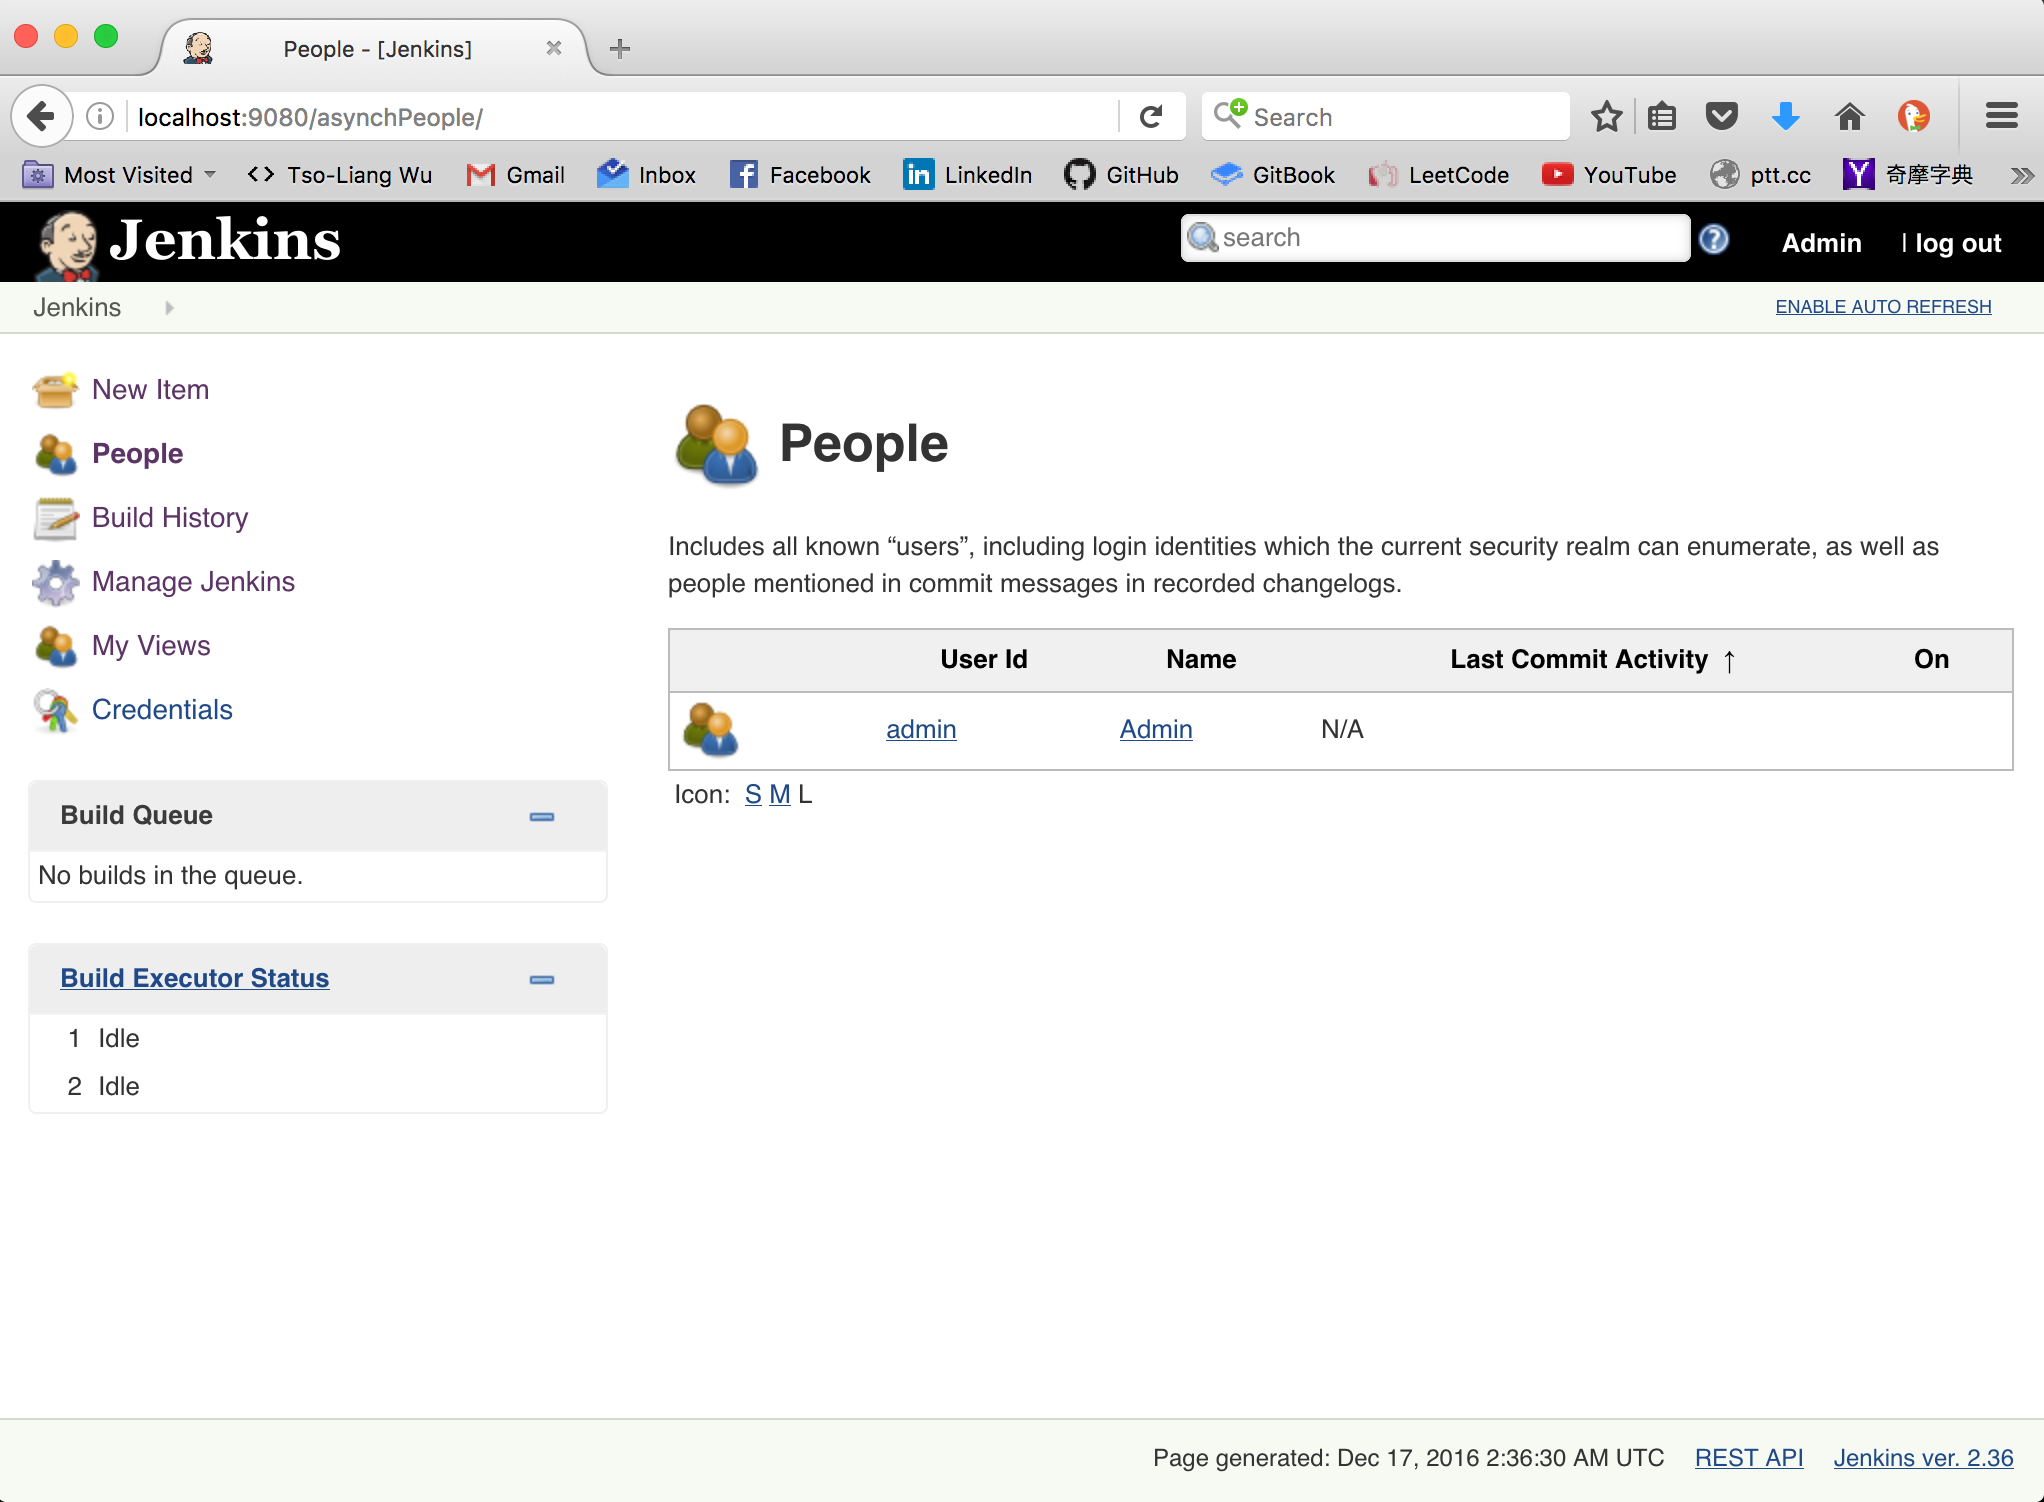 People - [Jenkins]
localhost:9080/asynchPeople/
Search
Most Visited Tso-Liang Wu Gmail Inbox Facebook LinkedIn GitHub GitBook LeetCode YouTube ptt.cc 奇摩字典
Jenkins
search
Admin | log out
Jenkins
ENABLE AUTO REFRESH
New Item
People
Build History
Manage Jenkins
My Views
Credentials
Build Queue
No builds in the queue.
Build Executor Status
1 Idle
2 Idle
People
Includes all known “users”, including login identities which the current security realm can enumerate, as well as
people mentioned in commit messages in recorded changelogs.
User Id Name Last Commit Activity ↑ On
admin Admin N/A
Icon: S M L
Page generated: Dec 17, 2016 2:36:30 AM UTC REST API Jenkins ver. 2.36